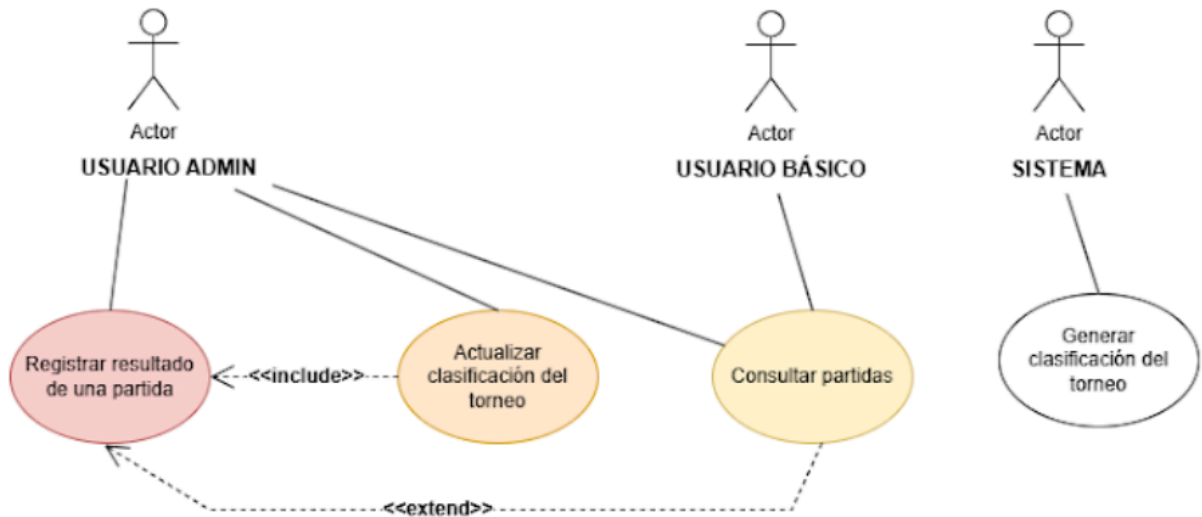 Actor
USUARIO ADMIN
Actor
USUARIO BÁSICO
Actor
SISTEMA
Registrar resultado
de una partida
<<include>>
Actualizar
clasificación del
torneo
Consultar partidas
Generar
clasificación del
torneo
<<extend>>